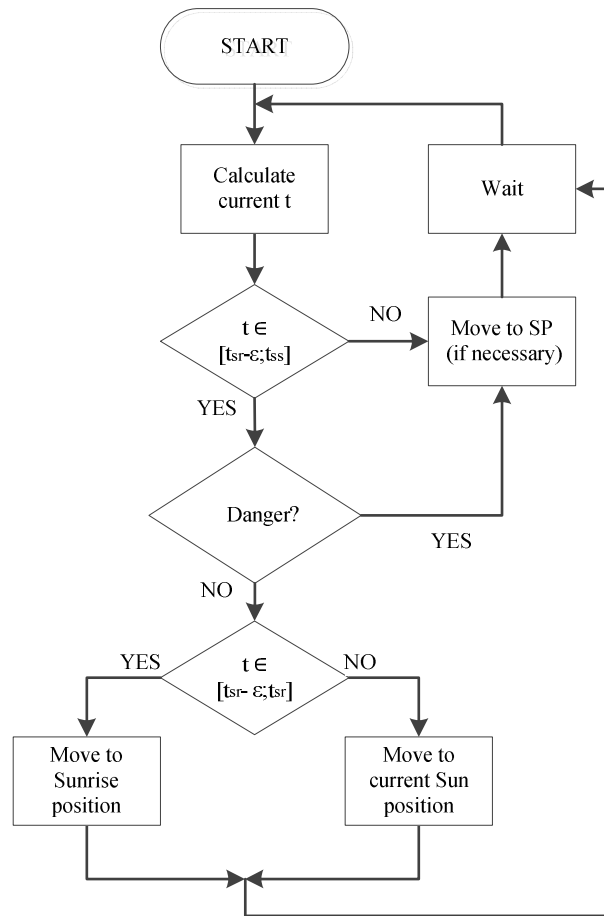 START
Calculate
current t
Wait
t ∈
[tsr-ε;tss]
NO
Move to SP
(if necessary)
YES
Danger?
YES
NO
t ∈
[tsr- ε;tsr]
YES
NO
Move to
Sunrise
position
Move to
current Sun
position